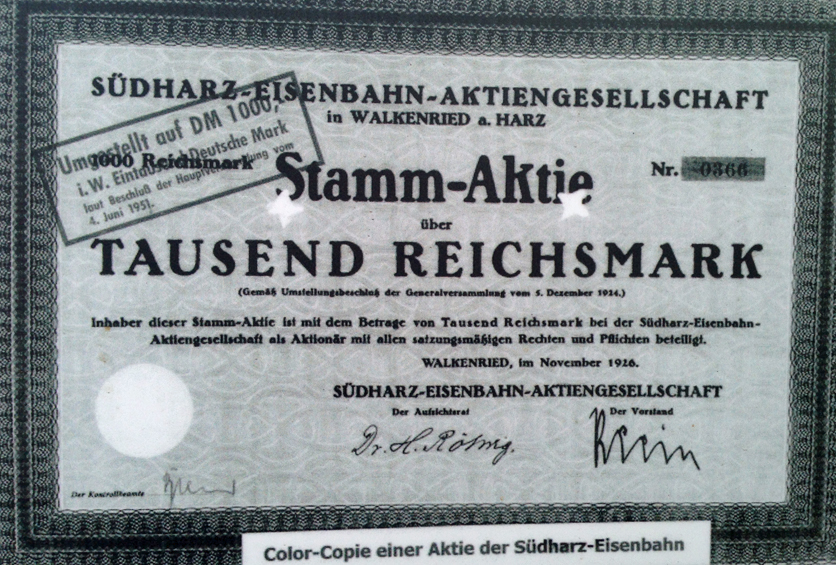 SÜDHARZ-EISENBAHN-AKTIENGESELLSCHAFT
in WALKENRIED a. HARZ
Umgestellt auf DM 1000,-
i. W. Eintausend Deutsche Mark
laut Beschluß der Hauptversammlung vom
4. Juni 1951.
1000 Reichsmark
Stamm-Aktie
Nr. 0366
über
TAUSEND REICHSMARK
(Gemäß Umstellungsbeschluß der Generalversammlung vom 5. Dezember 1924.)
Inhaber dieser Stamm-Aktie ist mit dem Betrage von Tausend Reichsmark bei der Südharz-Eisenbahn-
Aktiengesellschaft als Aktionär mit allen satzungsmäßigen Rechten und Pflichten beteiligt.
WALKENRIED, im November 1926.
SÜDHARZ-EISENBAHN-AKTIENGESELLSCHAFT
Der Aufsichtsrat
Der Vorstand
Dr. H.
Der Kontrollbeamte
Color-Copie einer Aktie der Südharz-Eisenbahn